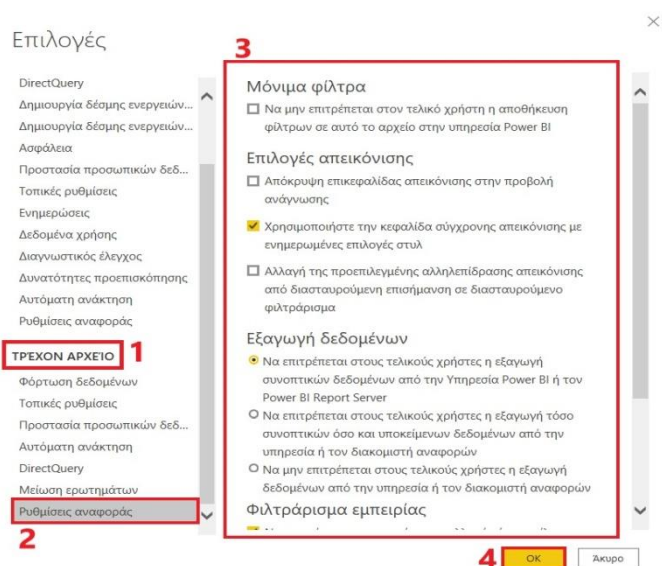 Επιλογές
DirectQuery
Δημιουργία δέσμης ενεργειών...
Δημιουργία δέσμης ενεργειών...
Ασφάλεια
Προστασία προσωπικών δεδ...
Τοπικές ρυθμίσεις
Ενημερώσεις
Δεδομένα χρήσης
Διαγνωστικός έλεγχος
Δυνατότητες προεπισκόπησης
Αυτόματη ανάκτηση
Ρυθμίσεις αναφοράς
ΤΡΈΧΟΝ ΑΡΧΕΊΟ 1
Φόρτωση δεδομένων
Τοπικές ρυθμίσεις
Προστασία προσωπικών δεδ...
Αυτόματη ανάκτηση
DirectQuery
Μείωση ερωτημάτων
Ρυθμίσεις αναφοράς
2
3
Μόνιμα φίλτρα
Να μην επιτρέπεται στον τελικό χρήστη η αποθήκευση
φίλτρων σε αυτό το αρχείο στην υπηρεσία Power BI
Επιλογές απεικόνισης
Απόκρυψη επικεφαλίδας απεικόνισης στην προβολή
ανάγνωσης
Χρησιμοποιήστε την κεφαλίδα σύγχρονης απεικόνισης με
ενημερωμένες επιλογές στυλ
Αλλαγή της προεπιλεγμένης αλληλεπίδρασης απεικόνισης
από διασταυρούμενη επισήμανση σε διασταυρούμενο
φιλτράρισμα
Εξαγωγή δεδομένων
Να επιτρέπεται στους τελικούς χρήστες η εξαγωγή
συνοπτικών δεδομένων από την Υπηρεσία Power BI ή τον
Power BI Report Server
Να επιτρέπεται στους τελικούς χρήστες η εξαγωγή τόσο
συνοπτικών όσο και υποκείμενων δεδομένων από την
υπηρεσία ή τον διακομιστή αναφορών
Να μην επιτρέπεται στους τελικούς χρήστες η εξαγωγή
δεδομένων από την υπηρεσία ή τον διακομιστή αναφορών
Φιλτράρισμα εμπειρίας
4 OK Άκυρο